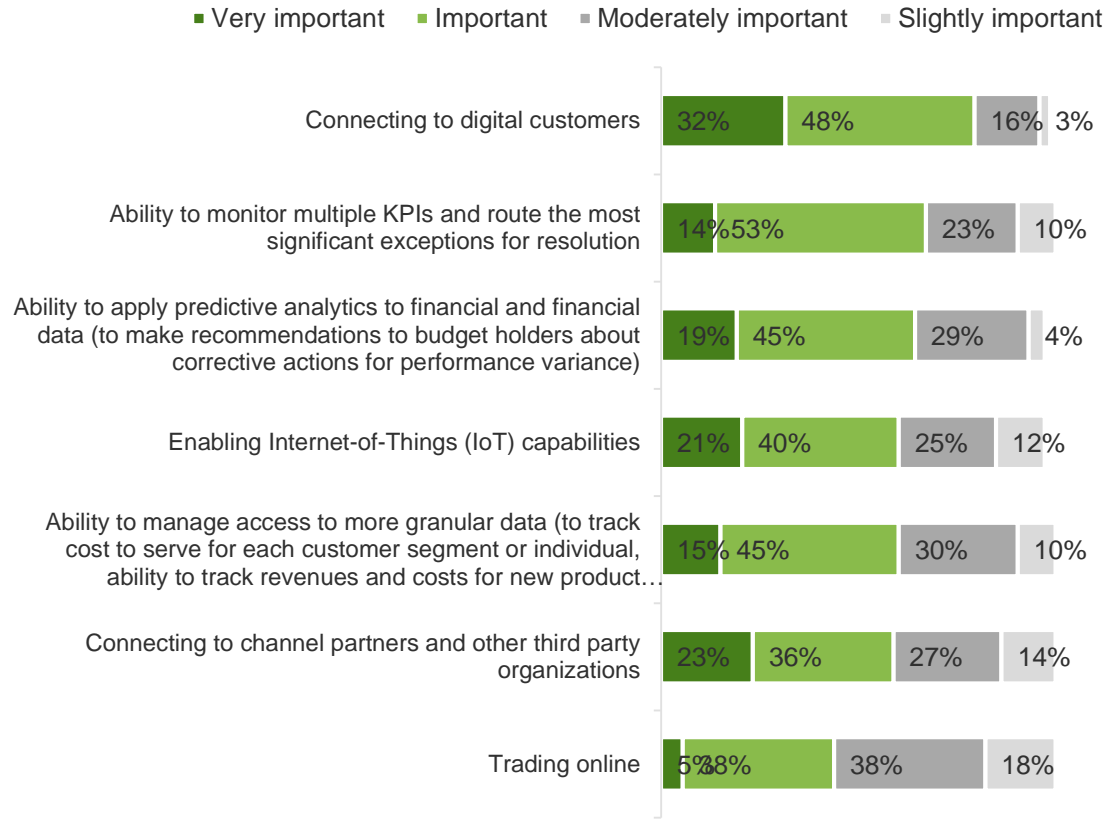 Very important Important Moderately important Slightly important
Connecting to digital customers 32% 48% 16% 3%
Ability to monitor multiple KPIs and route the most
significant exceptions for resolution 14% 53% 23% 10%
Ability to apply predictive analytics to financial and financial
data (to make recommendations to budget holders about
corrective actions for performance variance) 19% 45% 29% 4%
Enabling Internet-of-Things (IoT) capabilities 21% 40% 25% 12%
Ability to manage access to more granular data (to track
cost to serve for each customer segment or individual,
ability to track revenues and costs for new product… 15% 45% 30% 10%
Connecting to channel partners and other third party
organizations 23% 36% 27% 14%
Trading online 5% 38% 38% 18%